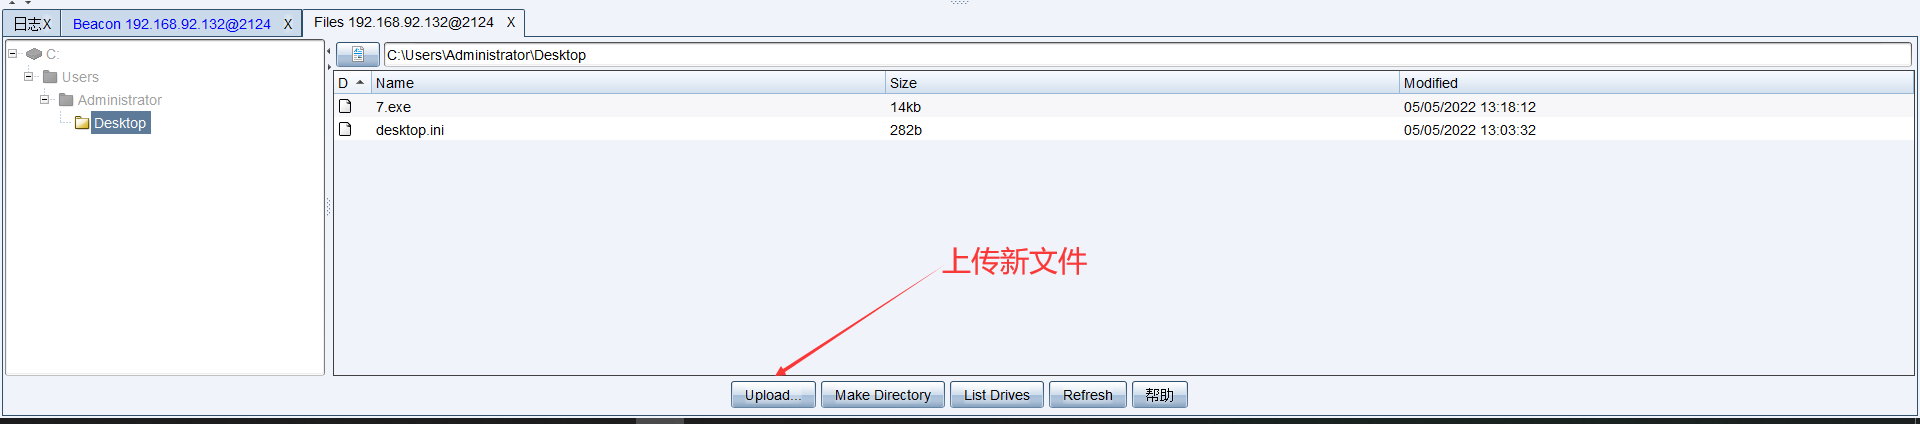 日志X
Beacon 192.168.92.132@2124 X
Files 192.168.92.132@2124 X
C:
Users
Administrator
Desktop
C:\Users\Administrator\Desktop
D Name Size Modified
7.exe 14kb 05/05/2022 13:18:12
desktop.ini 282b 05/05/2022 13:03:32
上传新文件
Upload... Make Directory List Drives Refresh 帮助